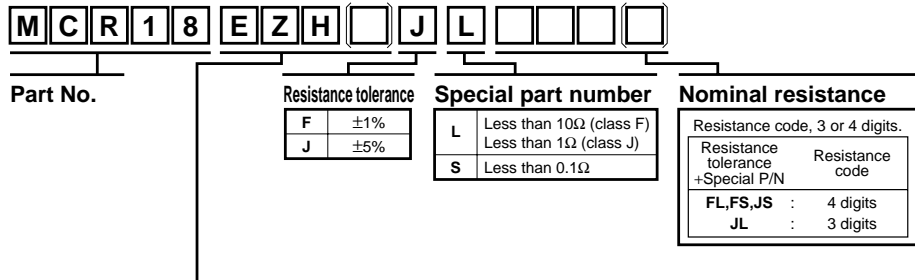 M C R 1 8 E Z H ( ) J L ( )
Part No.
Resistance tolerance
F ±1%
J ±5%
Special part number
L Less than 10Ω (class F)
Less than 1Ω (class J)
S Less than 0.1Ω
Nominal resistance
Resistance code, 3 or 4 digits.
Resistance tolerance +Special P/N
Resistance code
FL,FS,JS : 4 digits
JL : 3 digits